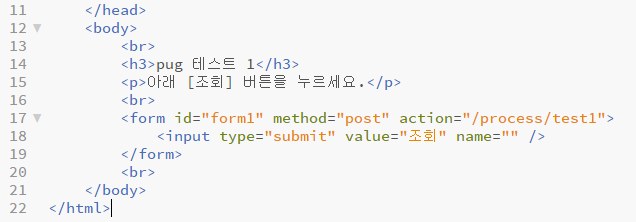 11 </head>
12 <body>
13 <br>
14 <h3>pug 테스트 1</h3>
15 <p>아래 [조회] 버튼을 누르세요.</p>
16 <br>
17 <form id="form1" method="post" action="/process/test1">
18 <input type="submit" value="조회" name="" />
19 </form>
20 <br>
21 </body>
22 </html>